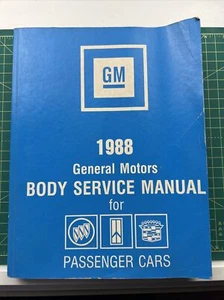 GM
1988
General Motors
BODY SERVICE MANUAL
for
PASSENGER CARS